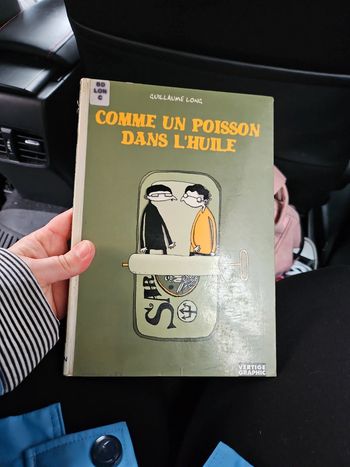 BD
LON
C
GUILLAUME LONG
COMME UN POISSON
DANS L'HUILE
VERTIGE
GRAPHIC